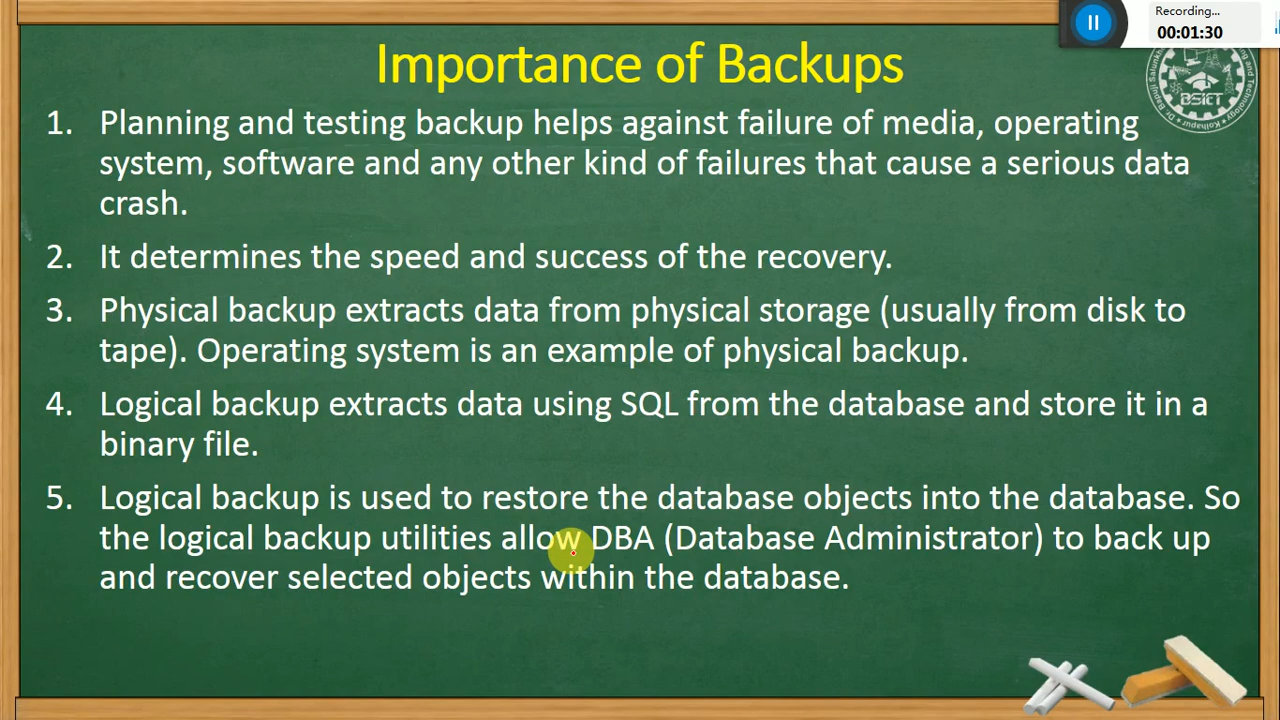 Recording...
00:01:30
Importance of Backups
BSIET
1. Planning and testing backup helps against failure of media, operating
system, software and any other kind of failures that cause a serious data
crash.
2. It determines the speed and success of the recovery.
3. Physical backup extracts data from physical storage (usually from disk to
tape). Operating system is an example of physical backup.
4. Logical backup extracts data using SQL from the database and store it in a
binary file.
5. Logical backup is used to restore the database objects into the database. So
the logical backup utilities allow DBA (Database Administrator) to back up
and recover selected objects within the database.